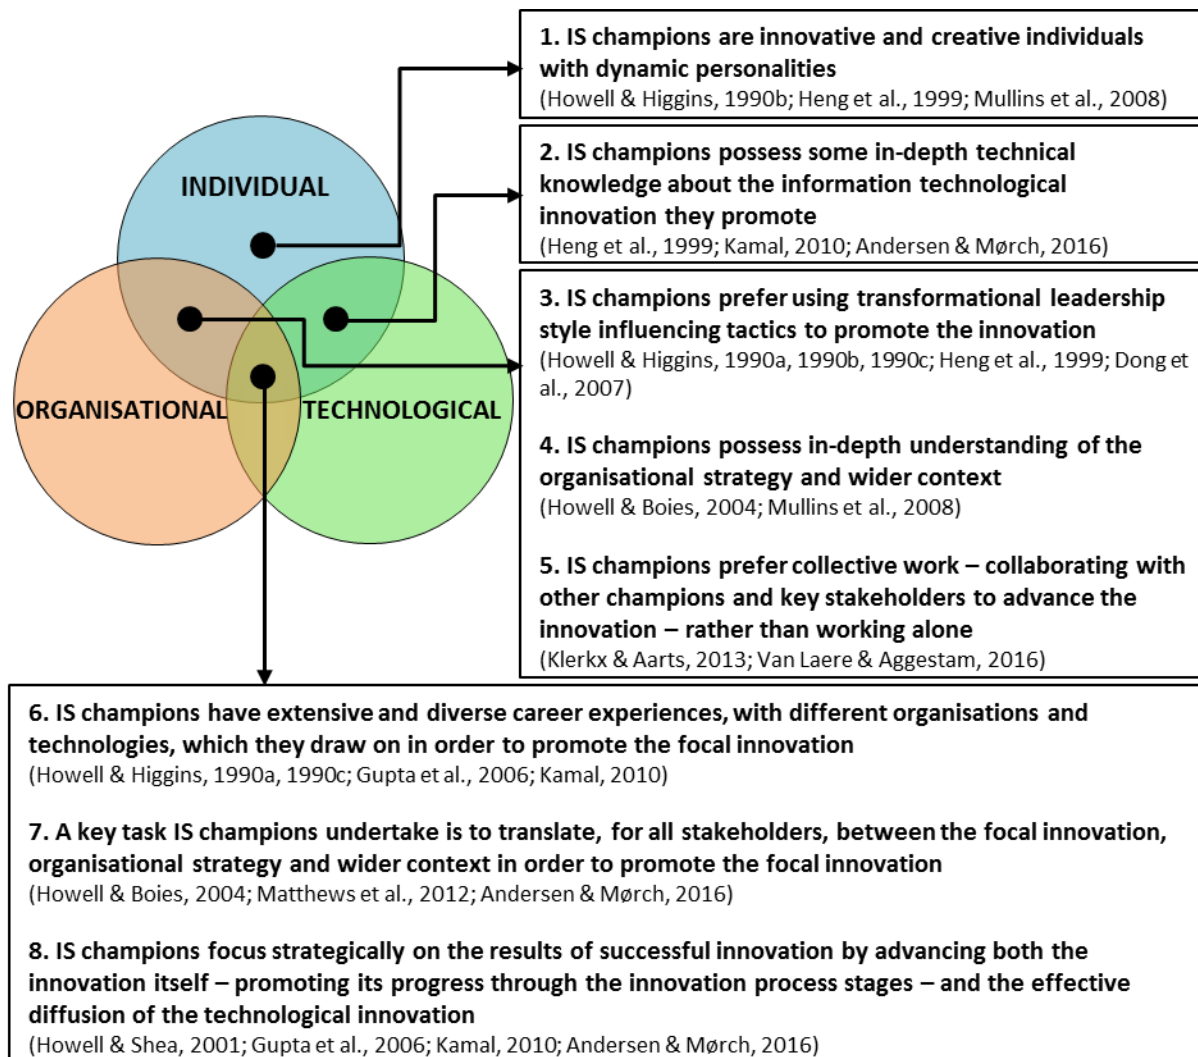 INDIVIDUAL
ORGANISATIONAL
TECHNOLOGICAL
1. IS champions are innovative and creative individuals
with dynamic personalities
(Howell & Higgins, 1990b; Heng et al., 1999; Mullins et al., 2008)
2. IS champions possess some in-depth technical
knowledge about the information technological
innovation they promote
(Heng et al., 1999; Kamal, 2010; Andersen & Mørch, 2016)
3. IS champions prefer using transformational leadership
style influencing tactics to promote the innovation
(Howell & Higgins, 1990a, 1990b, 1990c; Heng et al., 1999; Dong et
al., 2007)
4. IS champions possess in-depth understanding of the
organisational strategy and wider context
(Howell & Boies, 2004; Mullins et al., 2008)
5. IS champions prefer collective work – collaborating with
other champions and key stakeholders to advance the
innovation – rather than working alone
(Klerkx & Aarts, 2013; Van Laere & Aggestam, 2016)
6. IS champions have extensive and diverse career experiences, with different organisations and
technologies, which they draw on in order to promote the focal innovation
(Howell & Higgins, 1990a, 1990c; Gupta et al., 2006; Kamal, 2010)
7. A key task IS champions undertake is to translate, for all stakeholders, between the focal innovation,
organisational strategy and wider context in order to promote the focal innovation
(Howell & Boies, 2004; Matthews et al., 2012; Andersen & Mørch, 2016)
8. IS champions focus strategically on the results of successful innovation by advancing both the
innovation itself – promoting its progress through the innovation process stages – and the effective
diffusion of the technological innovation
(Howell & Shea, 2001; Gupta et al., 2006; Kamal, 2010; Andersen & Mørch, 2016)